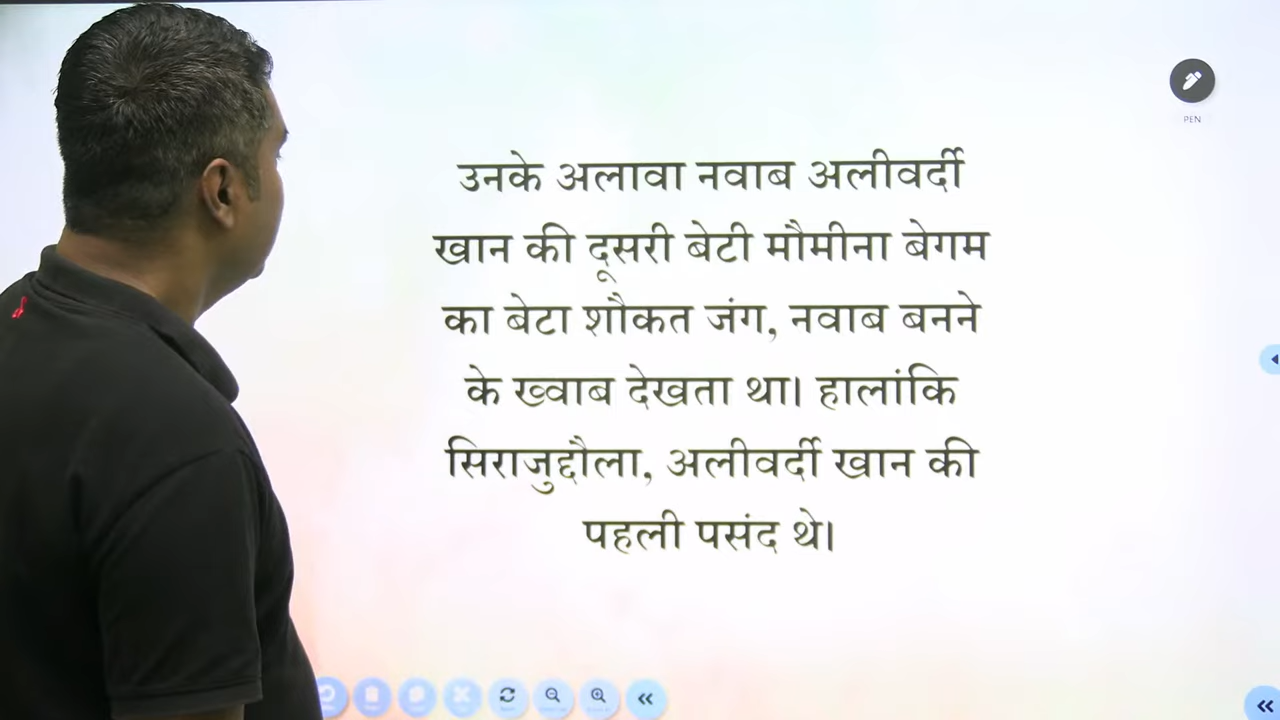 PEN
उनके अलावा नवाब अलीवर्दी
खान की दूसरी बेटी मौमीना बेगम
का बेटा शौकत जंग, नवाब बनने
के ख्वाब देखता था। हालांकि
सिराजुद्दौला, अलीवर्दी खान की
पहली पसंद थे।